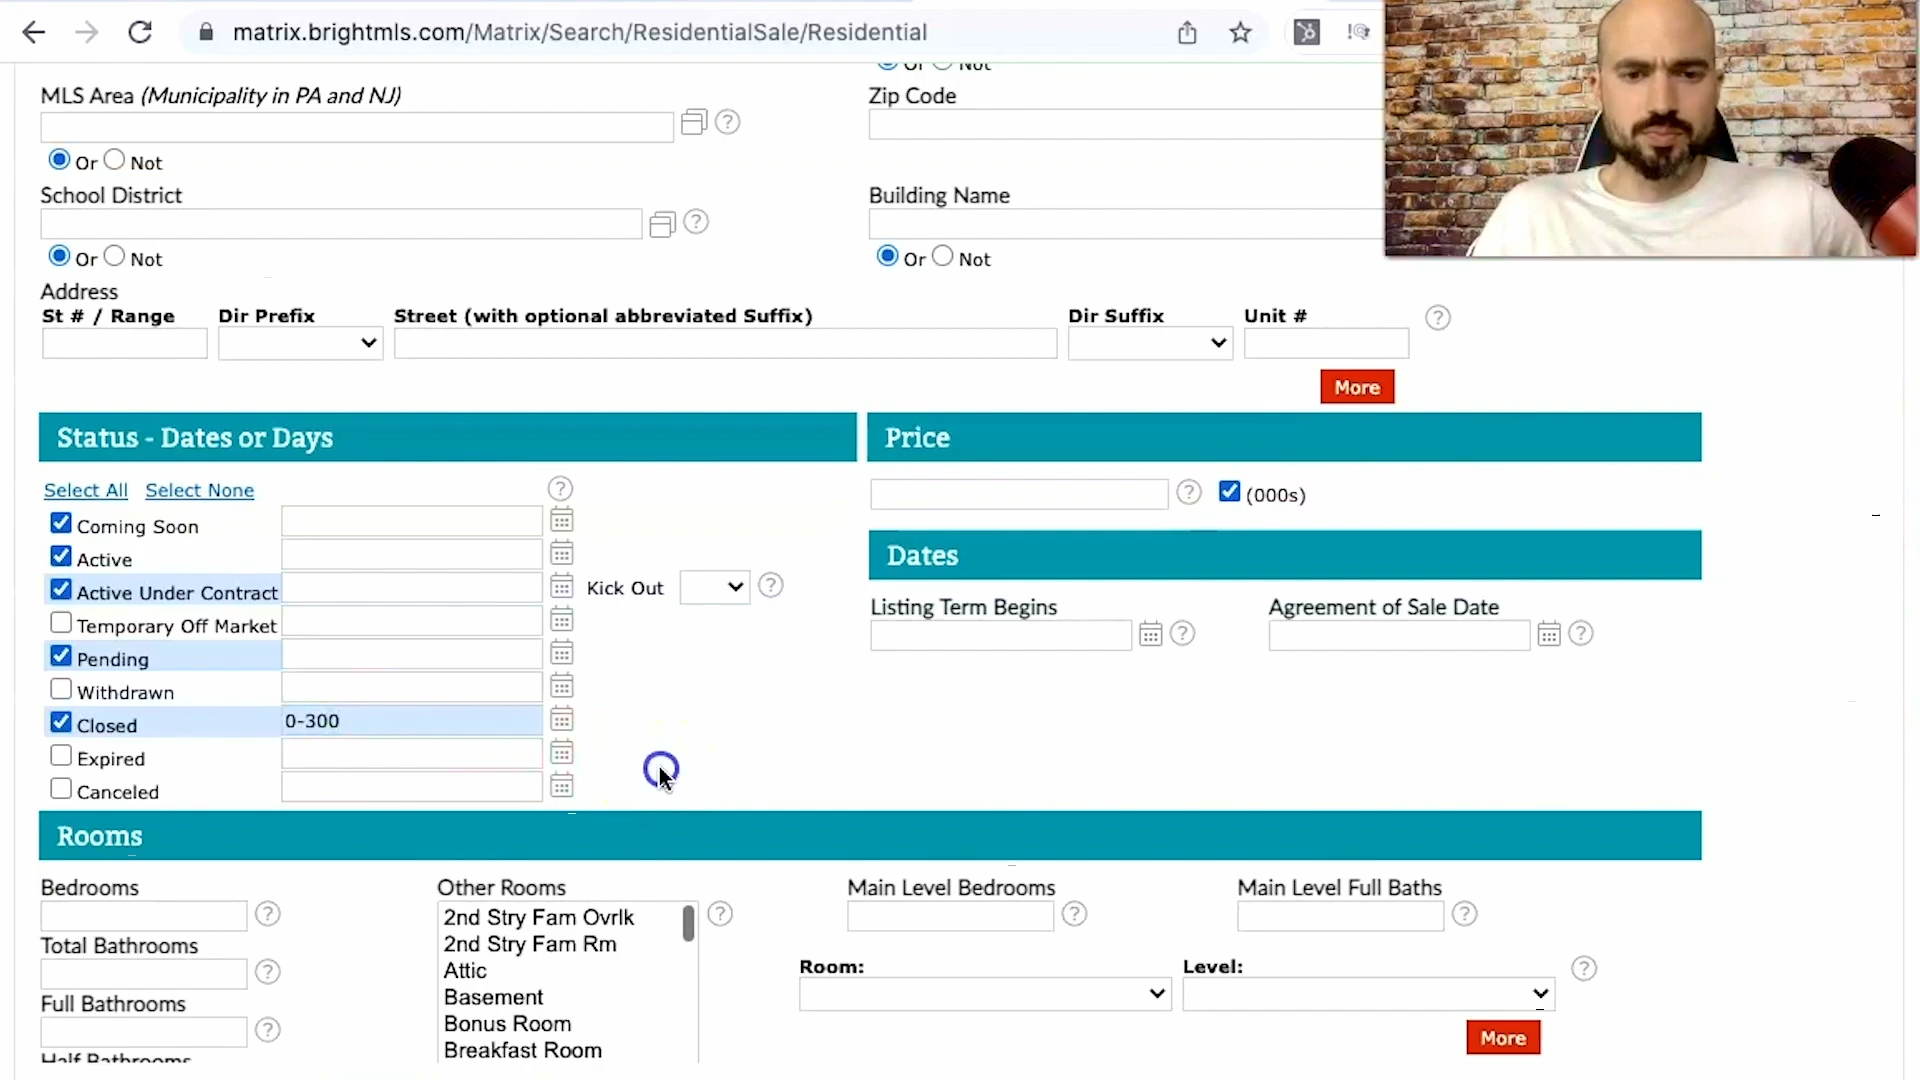 matrix.brightmls.com/Matrix/Search/ResidentialSale/Residential
Or Not
MLS Area (Municipality in PA and NJ)
Zip Code
Or Not
School District
Building Name
Or Not
Or Not
Address
St # / Range Dir Prefix Street (with optional abbreviated Suffix) Dir Suffix Unit #
More
Status - Dates or Days
Price
Select All Select None
(000s)
Coming Soon
Active
Dates
Active Under Contract
Kick Out
Listing Term Begins
Agreement of Sale Date
Temporary Off Market
Pending
Withdrawn
Closed 0-300
Expired
Canceled
Rooms
Bedrooms
Other Rooms
Main Level Bedrooms
Main Level Full Baths
2nd Stry Fam Ovrlk
2nd Stry Fam Rm
Attic
Basement
Bonus Room
Breakfast Room
Total Bathrooms
Room:
Level:
Full Bathrooms
More
Half Bathrooms